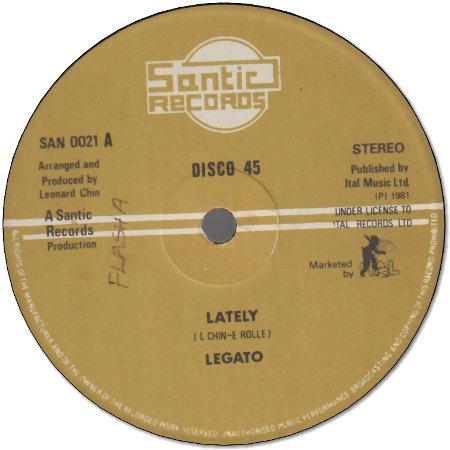 Santic
RECORDS
SAN 0021 A
Arranged and
Produced by
Leonard Chin
A Santic
Records
Production
DISCO 45
STEREO
Published by
Ital Music Ltd.
(P) 1981
UNDER LICENSE TO
ITAL RECORDS LTD
Marketed
by
FLASHA
LATELY
(L CHIN-E ROLLE)
LEGATO
ALL RIGHTS OF THE MANUFACTURER AND OF THE OWNER OF THE RECORDED WORK RESERVED. UNAUTHORISED PUBLIC PERFORMANCE BROADCASTING AND COPYING OF THIS RECORD PROHIBITED